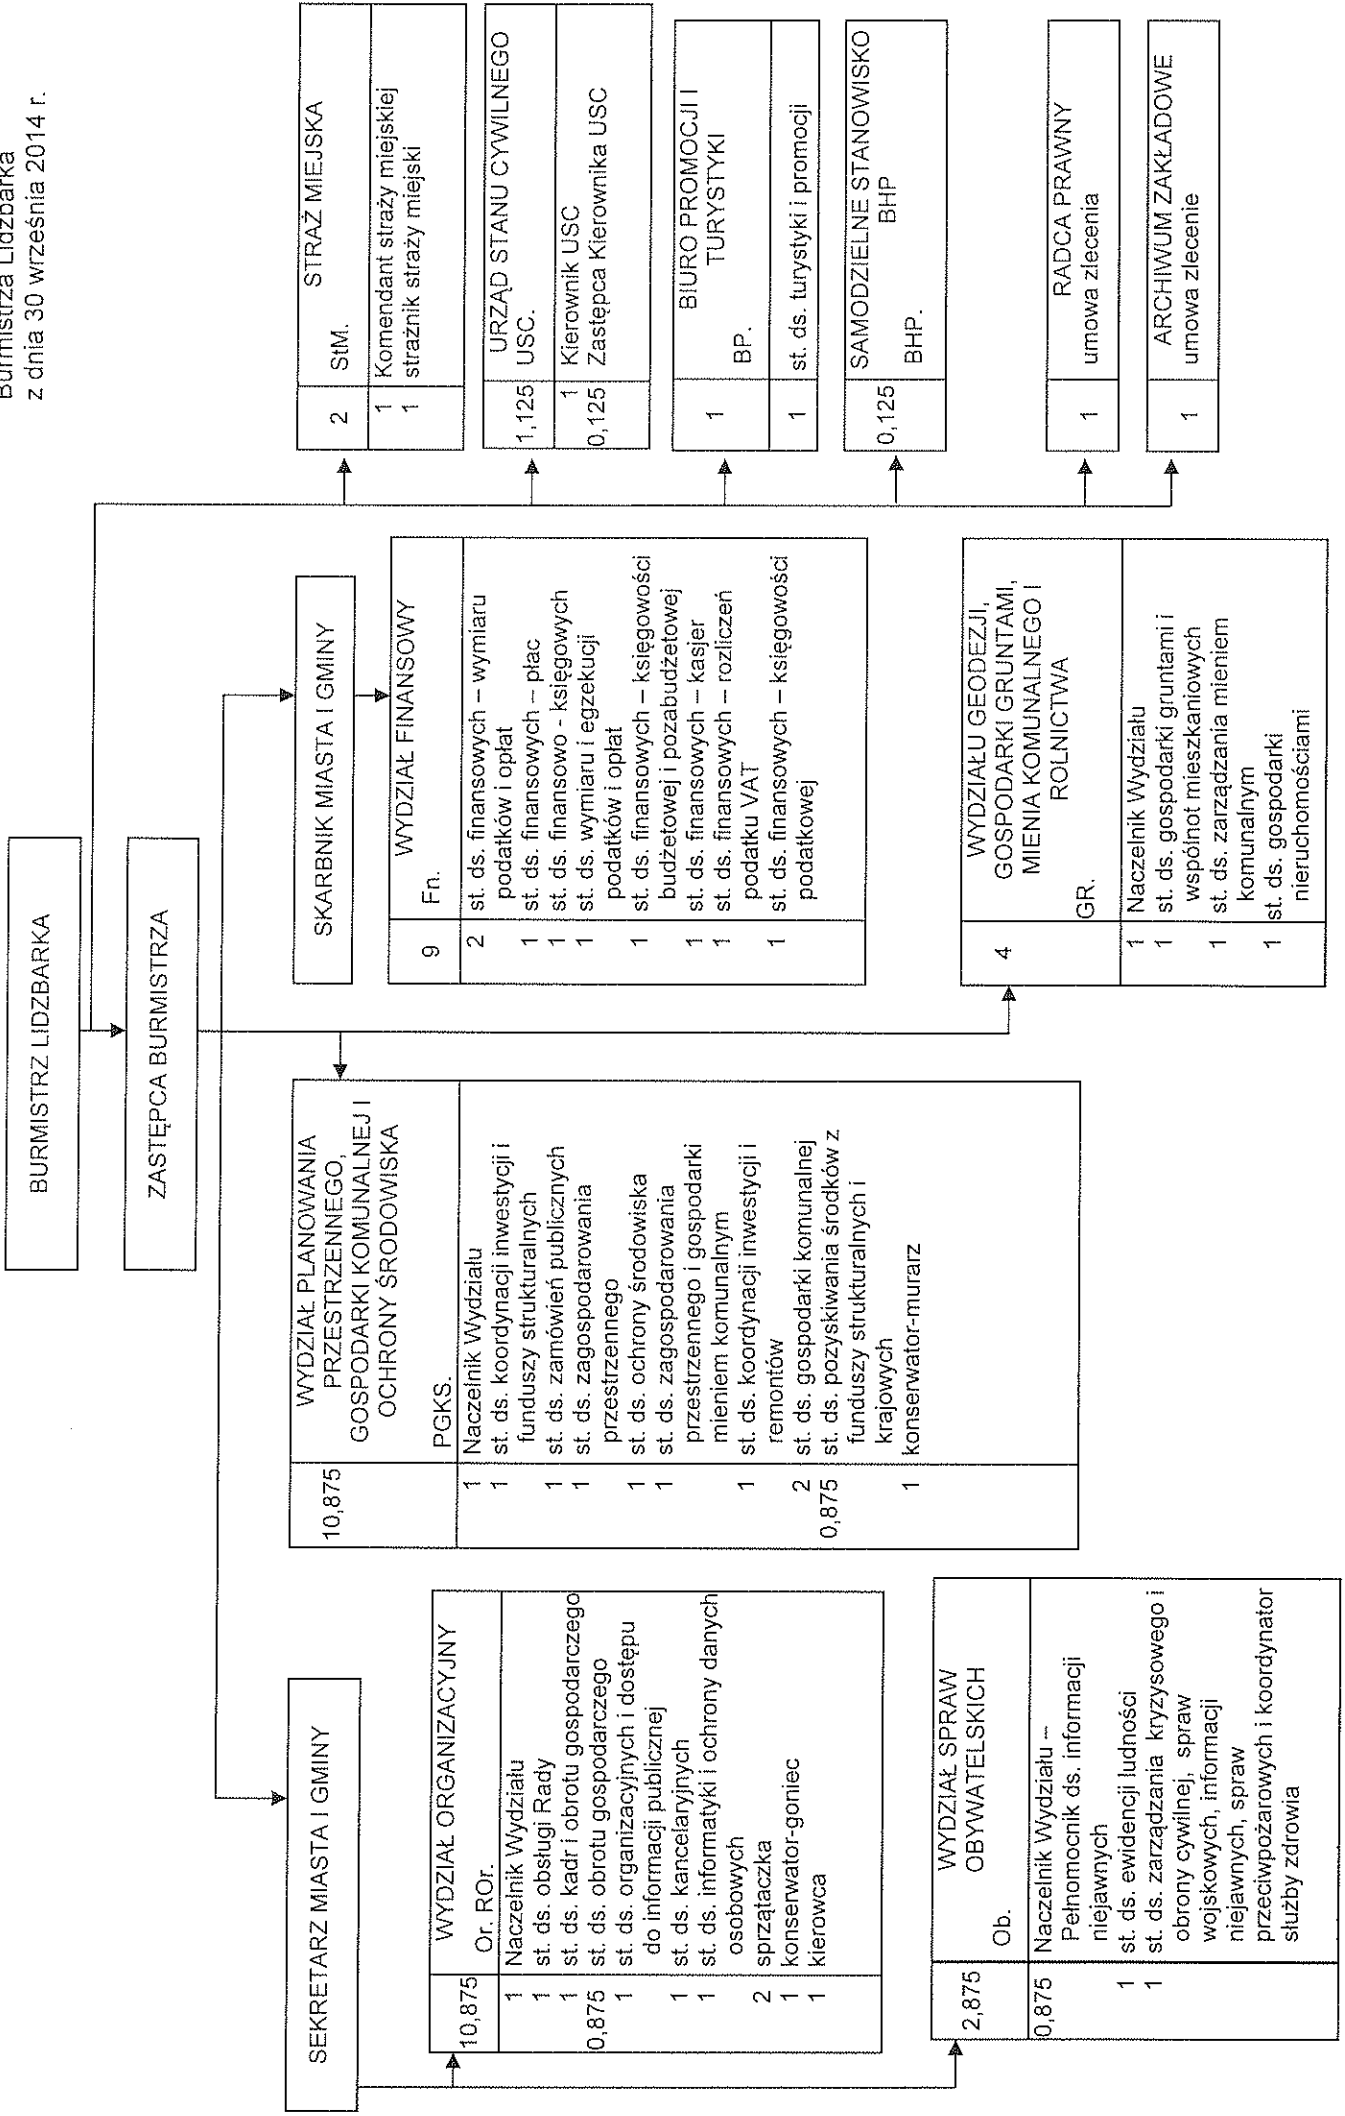 Burmistrza Lidzbarka
z dnia 30 września 2014 r.
BURMISTRZ LIDZBARKA
ZASTĘPCA BURMISTRZA
SEKRETARZ MIASTA I GMINY
SKARBNIK MIASTA I GMINY
10,875 WYDZIAŁ ORGANIZACYJNY
Or. ROr.
1 Naczelnik Wydziału
1 st. ds. obsługi Rady
1 st. ds. kadr i obrotu gospodarczego
0,875 st. ds. obrotu gospodarczego
1 st. ds. organizacyjnych i dostępu
do informacji publicznej
1 st. ds. kancelaryjnych
1 st. ds. informatyki i ochrony danych
osobowych
2 sprzątaczka
1 konserwator-goniec
1 kierowca
2,875 WYDZIAŁ SPRAW
OBYWATELSKICH
Ob.
0,875 Naczelnik Wydziału –
Pełnomocnik ds. informacji
niejawnych
1 st. ds. ewidencji ludności
1 st. ds. zarządzania kryzysowego i
obrony cywilnej, spraw
wojskowych, informacji
niejawnych, spraw
przeciwpożarowych i koordynator
służby zdrowia
10,875 WYDZIAŁ PLANOWANIA
PRZESTRZENNEGO,
GOSPODARKI KOMUNALNEJ I
OCHRONY ŚRODOWISKA
PGKS.
1 Naczelnik Wydziału
1 st. ds. koordynacji inwestycji i
funduszy strukturalnych
1 st. ds. zamówień publicznych
1 st. ds. zagospodarowania
przestrzennego
1 st. ds. ochrony środowiska
1 st. ds. zagospodarowania
przestrzennego i gospodarki
mieniem komunalnym
1 st. ds. koordynacji inwestycji i
remontów
2 st. ds. gospodarki komunalnej
0,875 st. ds. pozyskiwania środków z
funduszy strukturalnych i
krajowych
1 konserwator-murarz
9 WYDZIAŁ FINANSOWY
Fn.
2 st. ds. finansowych – wymiaru
podatków i opłat
1 st. ds. finansowych – płac
1 st. ds. finansowo - księgowych
1 st. ds. wymiaru i egzekucji
podatków i opłat
1 st. ds. finansowych – księgowości
budżetowej i pozabudżetowej
1 st. ds. finansowych – kasjer
1 st. ds. finansowych – rozliczeń
podatku VAT
1 st. ds. finansowych – księgowości
podatkowej
4 WYDZIAŁU GEODEZJI,
GOSPODARKI GRUNTAMI,
MIENIA KOMUNALNEGO I
ROLNICTWA
GR.
1 Naczelnik Wydziału
1 st. ds. gospodarki gruntami i
wspólnot mieszkaniowych
1 st. ds. zarządzania mieniem
komunalnym
1 st. ds. gospodarki
nieruchomościami
2 STRAŻ MIEJSKA
StM.
1 Komendant straży miejskiej
1 strażnik straży miejski
1,125 URZĄD STANU CYWILNEGO
USC.
1 Kierownik USC
0,125 Zastępca Kierownika USC
1 BIURO PROMOCJI I
TURYSTYKI
BP.
1 st. ds. turystyki i promocji
0,125 SAMODZIELNE STANOWISKO
BHP
BHP.
1 RADCA PRAWNY
umowa zlecenia
1 ARCHIWUM ZAKŁADOWE
umowa zlecenie